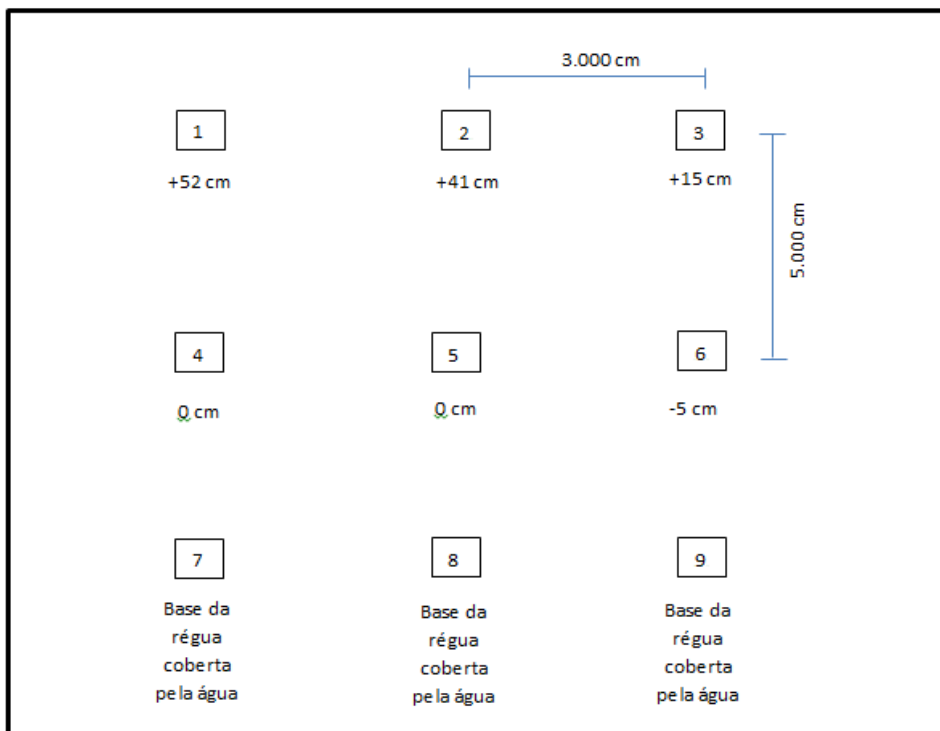 3.000 cm
1 2 3
+52 cm +41 cm +15 cm
5.000 cm
4 5 6
0 cm 0 cm -5 cm
7 8 9
Base da Base da Base da
régua régua régua
coberta coberta coberta
pela água pela água pela água